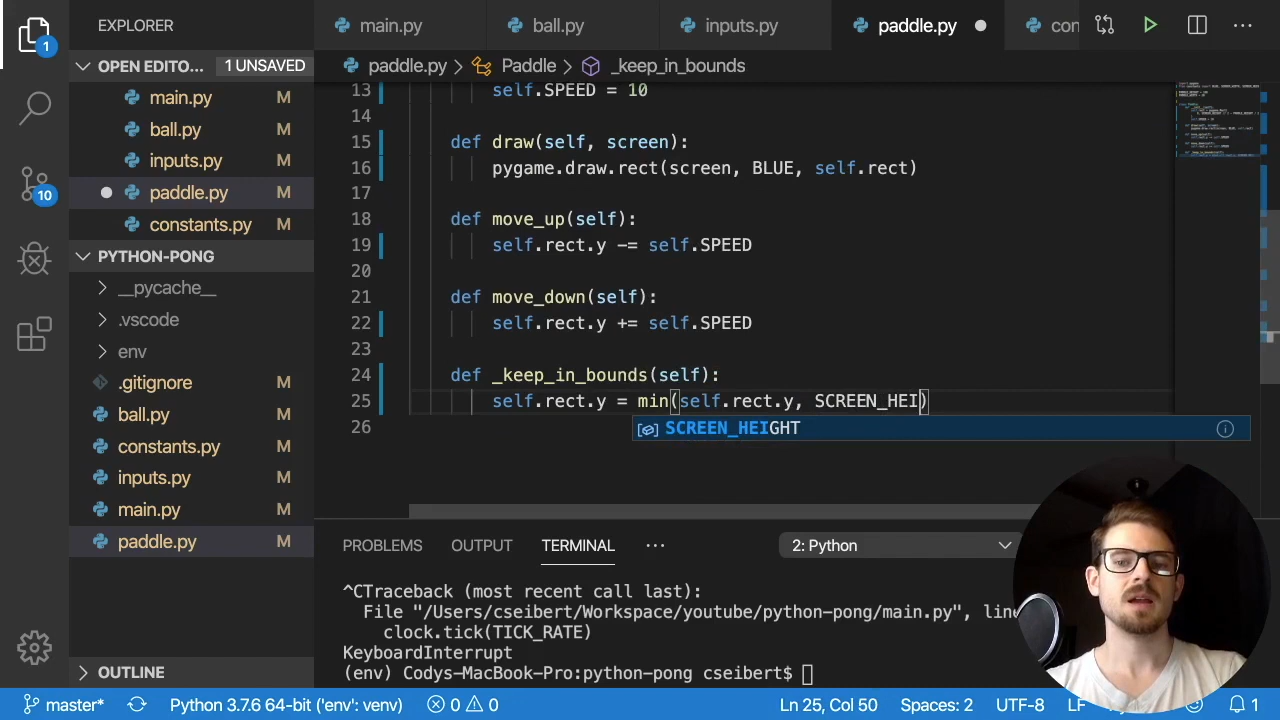 EXPLORER
main.py
ball.py
inputs.py
paddle.py
con
1
OPEN EDITO... 1 UNSAVED
paddle.py > Paddle > _keep_in_bounds
main.py M
ball.py M
inputs.py M
paddle.py M
constants.py M
10
PYTHON-PONG
__pycache__
.vscode
env
.gitignore M
ball.py M
constants.py M
inputs.py M
main.py M
paddle.py M
OUTLINE
13 self.SPEED = 10
14
15 def draw(self, screen):
16 pygame.draw.rect(screen, BLUE, self.rect)
17
18 def move_up(self):
19 self.rect.y -= self.SPEED
20
21 def move_down(self):
22 self.rect.y += self.SPEED
23
24 def _keep_in_bounds(self):
25 self.rect.y = min(self.rect.y, SCREEN_HEI)
26
SCREEN_HEIGHT
PROBLEMS OUTPUT TERMINAL ... 2: Python
^CTraceback (most recent call last):
File "/Users/cseibert/Workspace/youtube/python-pong/main.py", line
clock.tick(TICK_RATE)
KeyboardInterrupt
(env) Codys-MacBook-Pro:python-pong cseibert$
master* Python 3.7.6 64-bit ('env': venv) 0 0 Ln 25, Col 50 Spaces: 2 UTF-8 LF 1